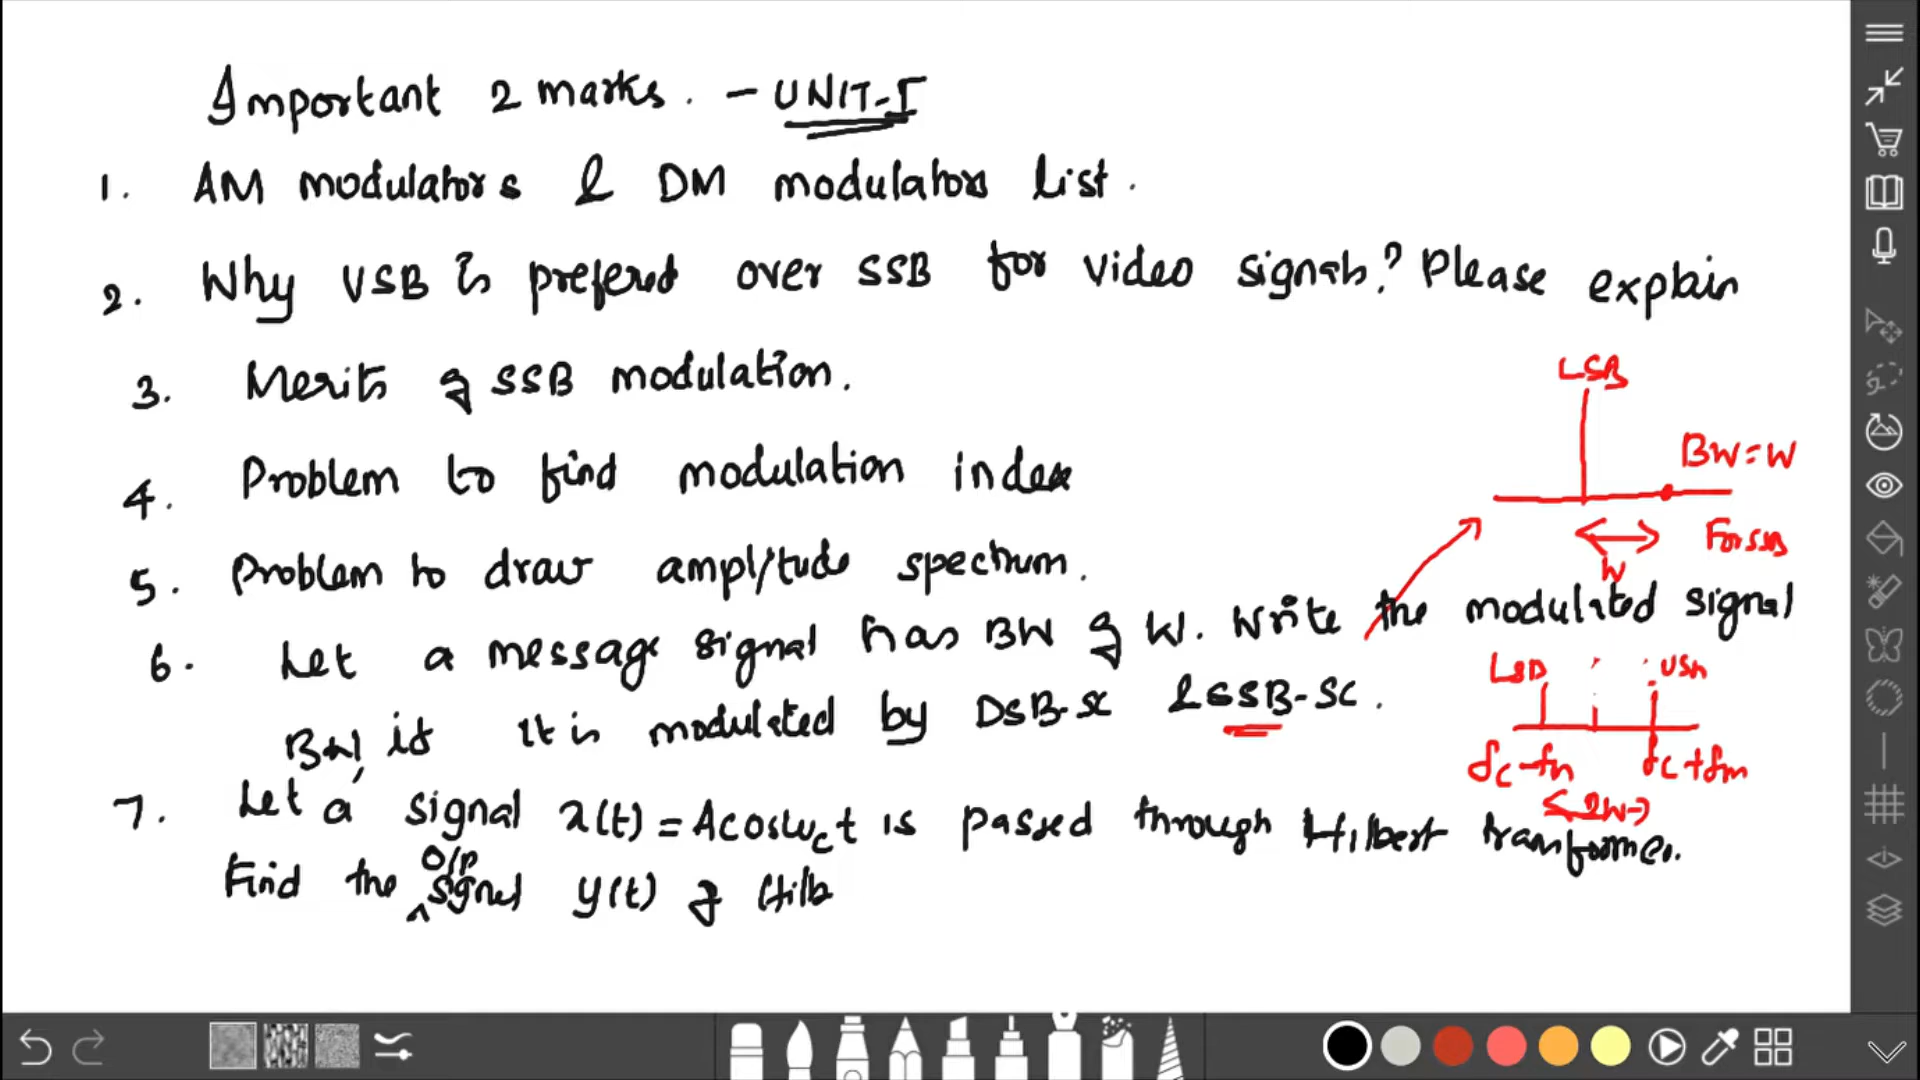 Important 2 marks. - UNIT-I
1. AM modulators & DM modulators list.
2. Why VSB is prefered over SSB for video signals? Please explain
3. Merits of SSB modulation.
4. Problem to find modulation index
5. Problem to draw amplitude spectrum.
6. Let a message signal has BW of W. Write the modulated signal
BW, if it is modulated by DSB-SC & SSB-SC.
7. Let a signal x(t) = A cos ωc t is passed through Hilbert transformer.
Find the O/P signal y(t) of Hilb
LSB
BW = W
W
For SSB
LSB USB
fc-fm fc+fm
2W